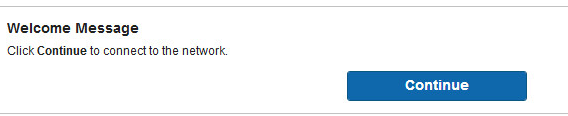 Welcome Message
Click Continue to connect to the network.
Continue